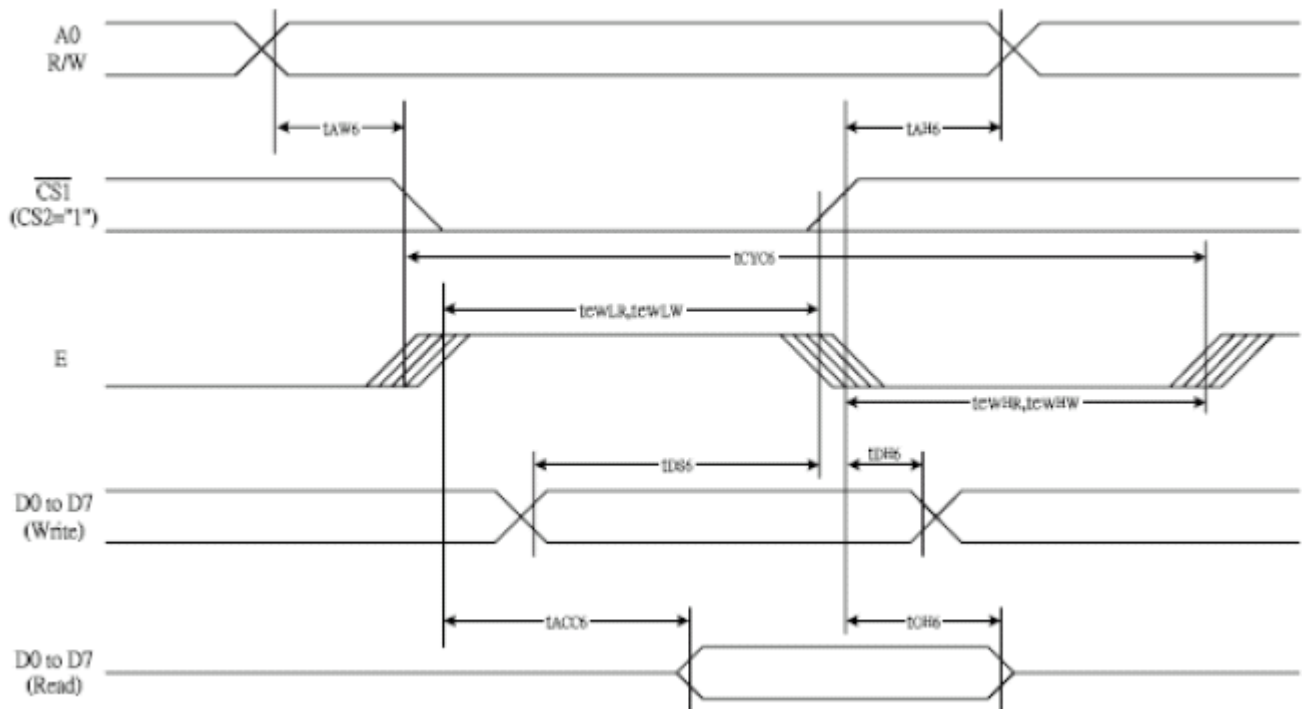 A0
R/W
tAW6
tAH6
CS1
(CS2="1")
tCYC6
tEWLR,tEWLW
E
tEWHR,tEWHW
tDS6
tDH6
D0 to D7
(Write)
tACC6
tOH6
D0 to D7
(Read)